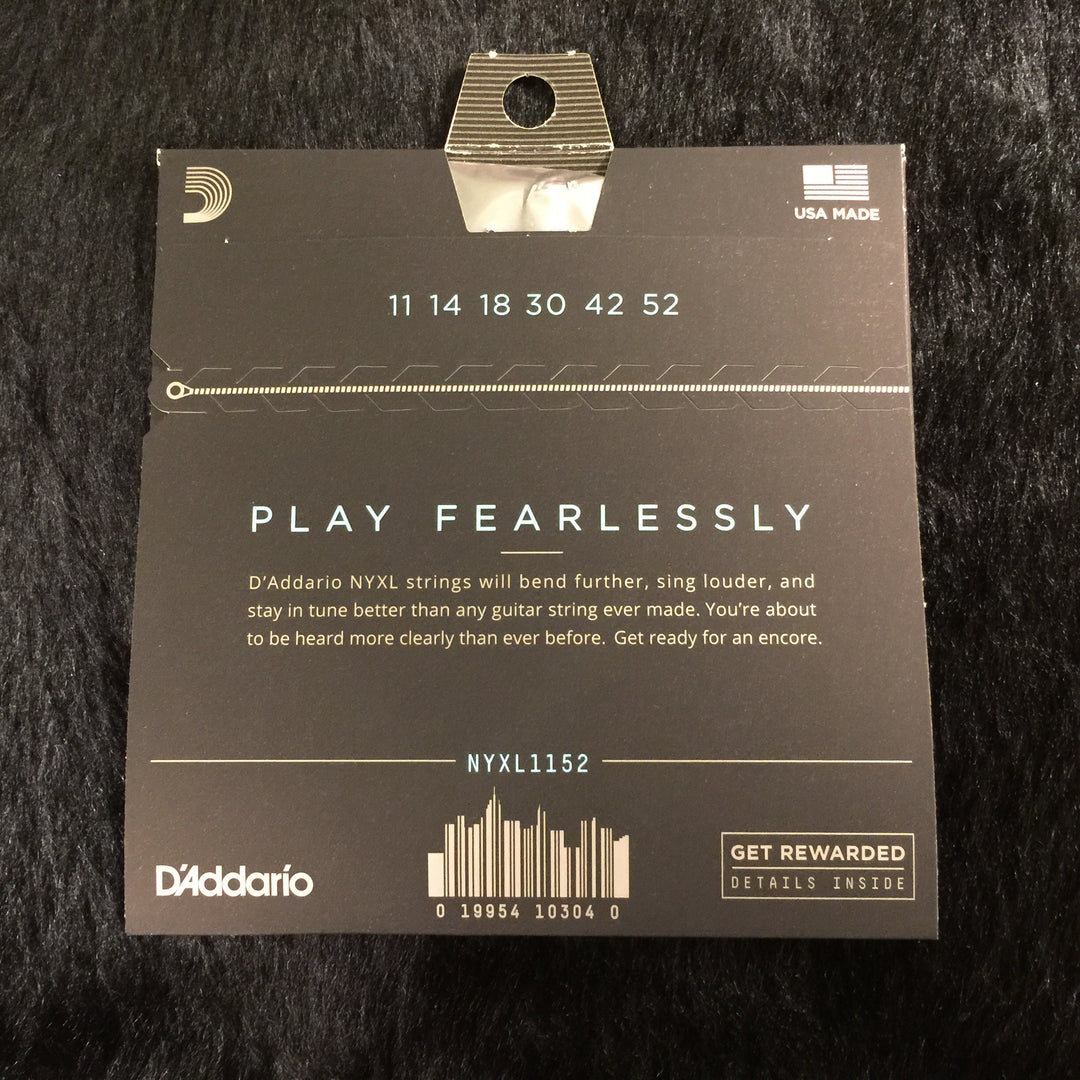 USA MADE
11 14 18 30 42 52
PLAY FEARLESSLY
D'Addario NYXL strings will bend further, sing louder, and
stay in tune better than any guitar string ever made. You're about
to be heard more clearly than ever before. Get ready for an encore.
NYXL1152
D'Addario
0 19954 10304 0
GET REWARDED
DETAILS INSIDE